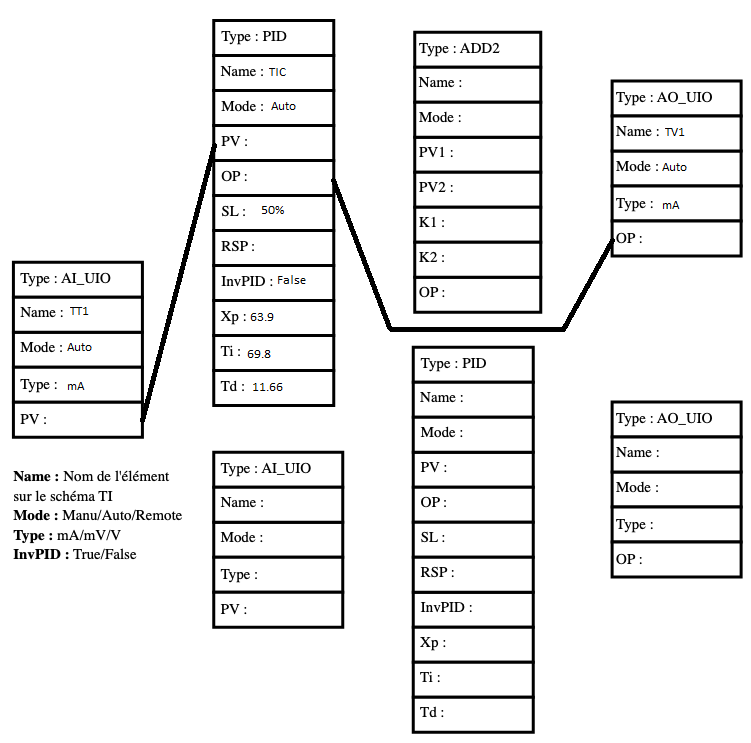 Type : PID
Name : TIC
Mode : Auto
PV :
OP :
SL : 50%
RSP :
InvPID : False
Xp : 63.9
Ti : 69.8
Td : 11.66
Type : ADD2
Name :
Mode :
PV1 :
PV2 :
K1 :
K2 :
OP :
Type : AO_UIO
Name : TV1
Mode : Auto
Type : mA
OP :
Type : AI_UIO
Name : TT1
Mode : Auto
Type : mA
PV :
Name : Nom de l'élément
sur le schéma TI
Mode : Manu/Auto/Remote
Type : mA/mV/V
InvPID : True/False
Type : AI_UIO
Name :
Mode :
Type :
PV :
Type : PID
Name :
Mode :
PV :
OP :
SL :
RSP :
InvPID :
Xp :
Ti :
Td :
Type : AO_UIO
Name :
Mode :
Type :
OP :